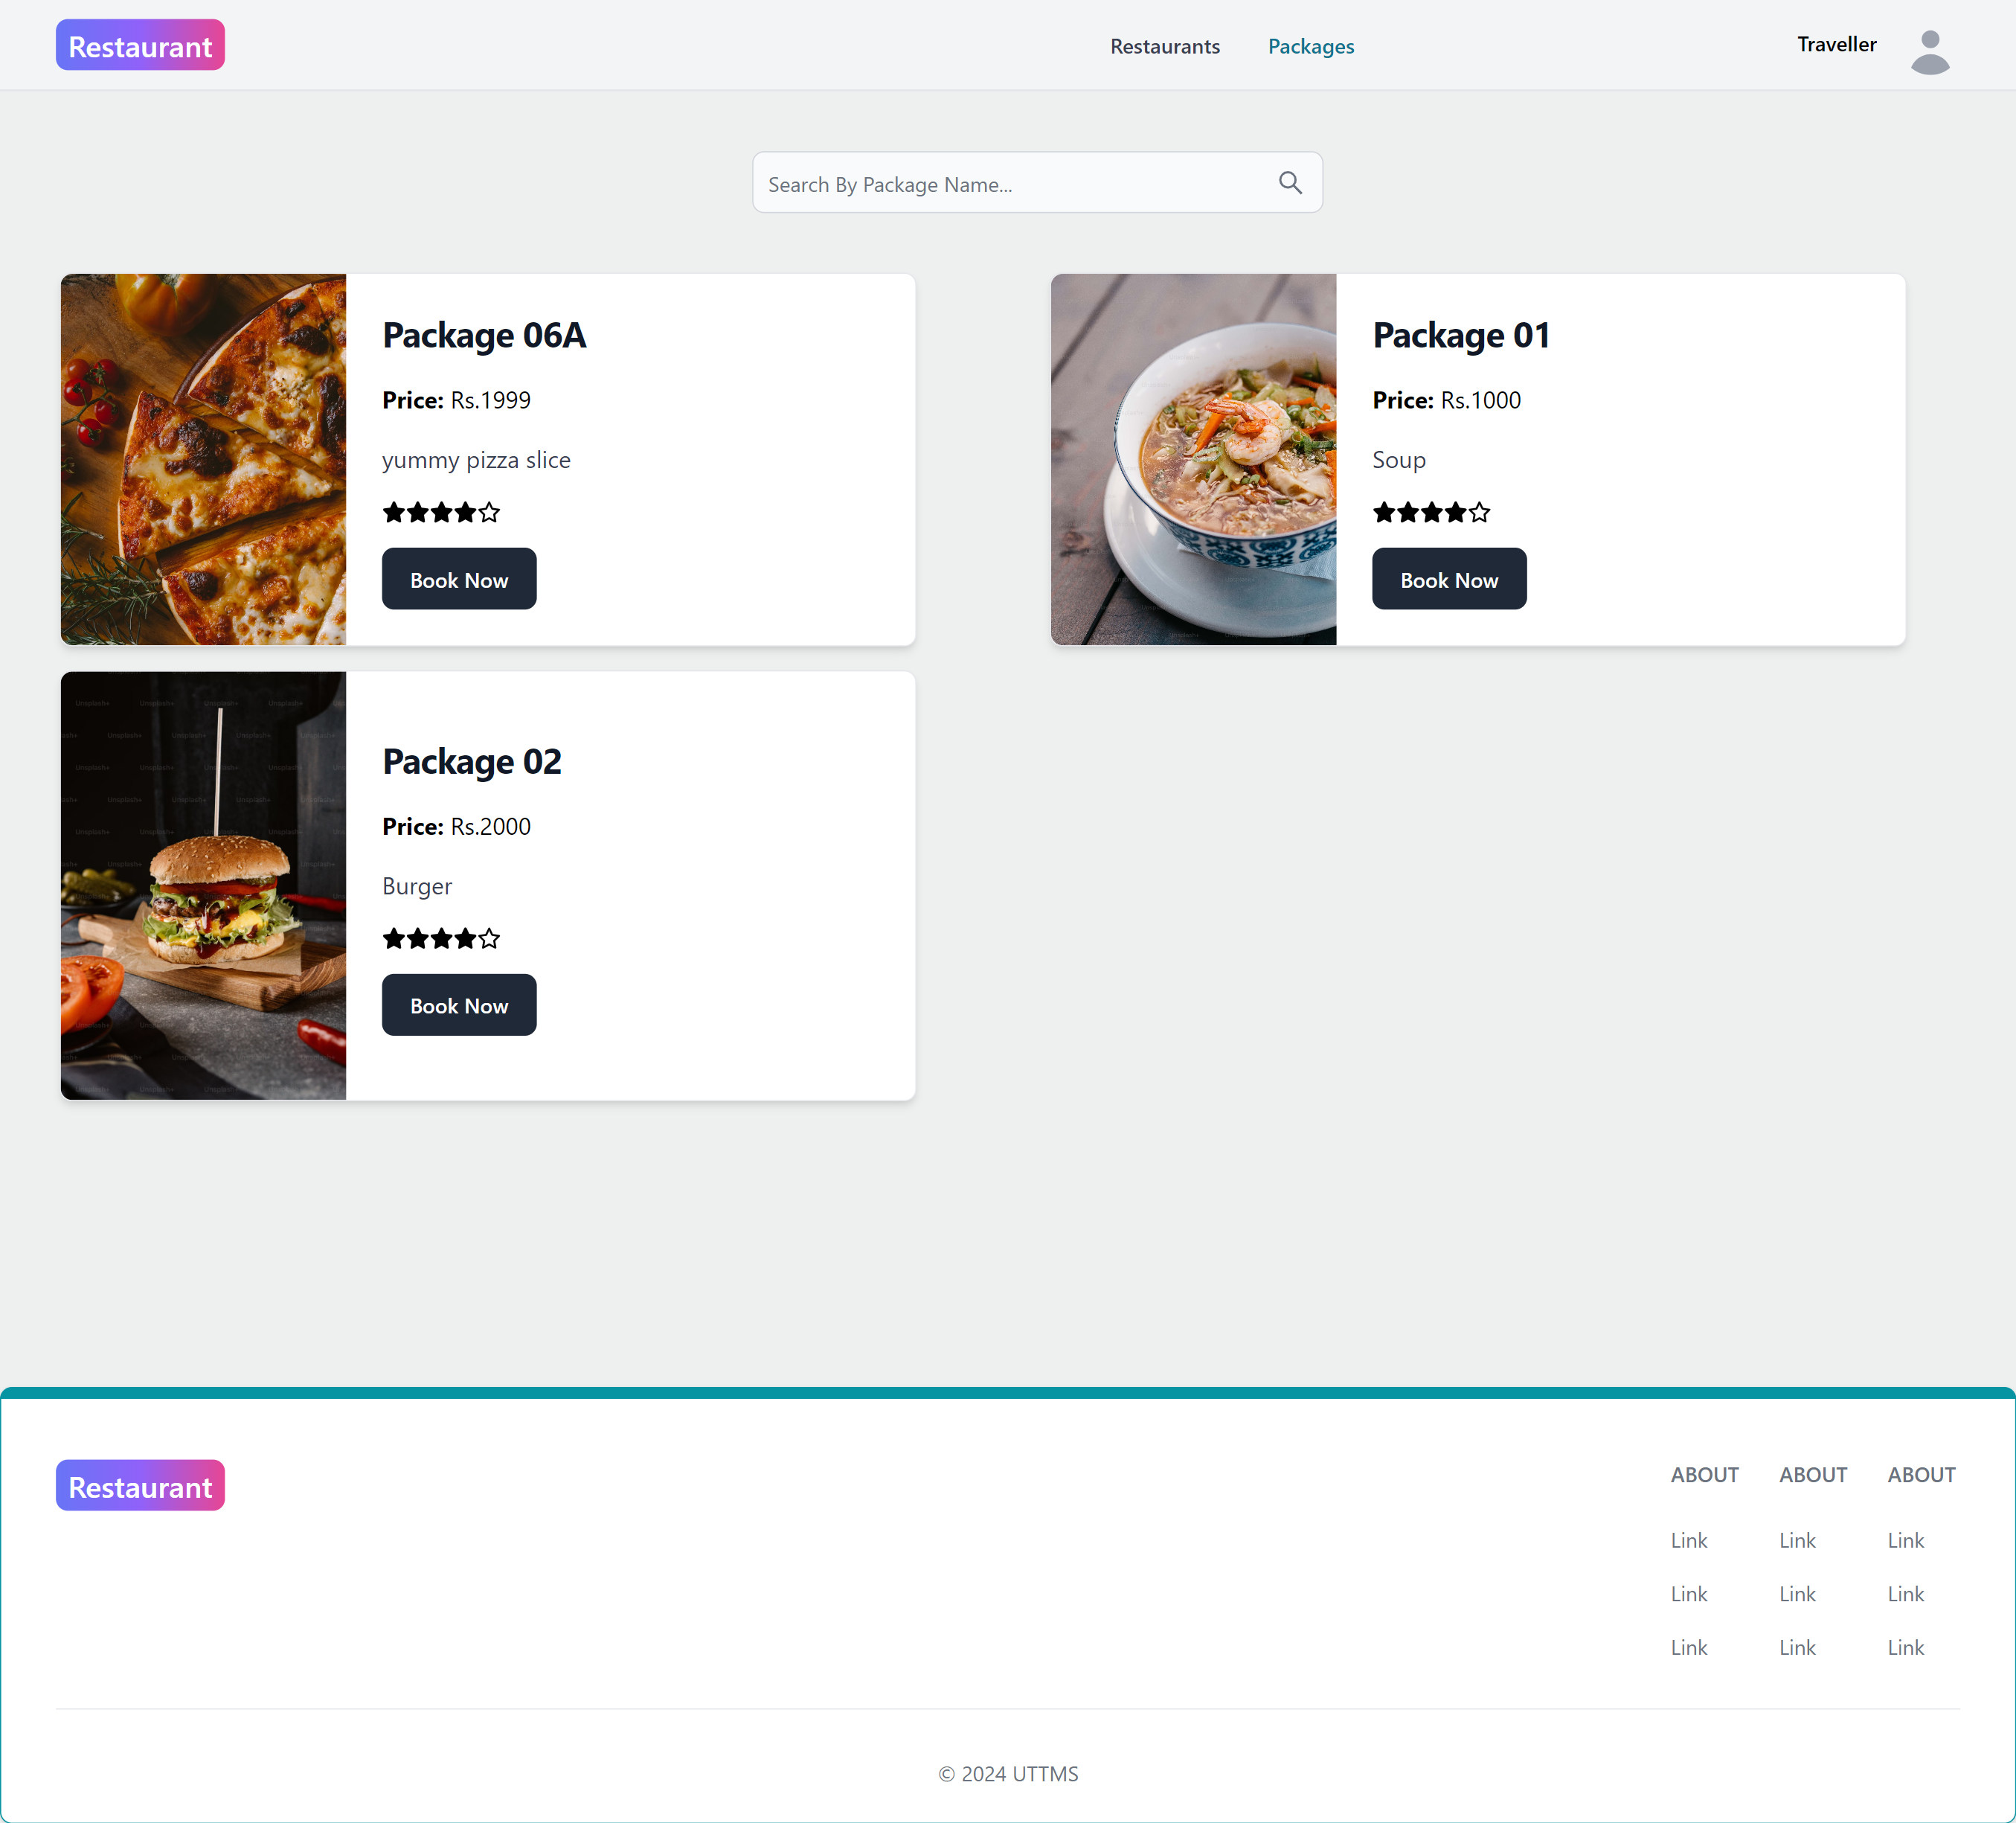 Restaurant
Restaurants
Packages
Traveller
Search By Package Name...
Package 06A
Price: Rs.1999
yummy pizza slice
Book Now
Package 01
Price: Rs.1000
Soup
Book Now
Package 02
Price: Rs.2000
Burger
Book Now
Restaurant
ABOUT ABOUT ABOUT
Link Link Link
Link Link Link
Link Link Link
© 2024 UTTMS